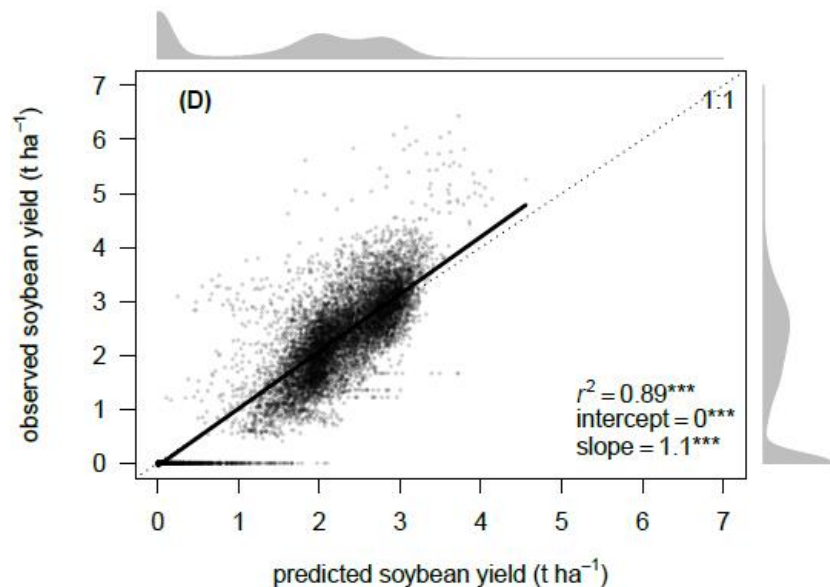 (D)
1:1
7
6
5
4
3
2
1
0
observed soybean yield (t ha⁻¹)
r² = 0.89***
intercept = 0***
slope = 1.1***
0 1 2 3 4 5 6 7
predicted soybean yield (t ha⁻¹)